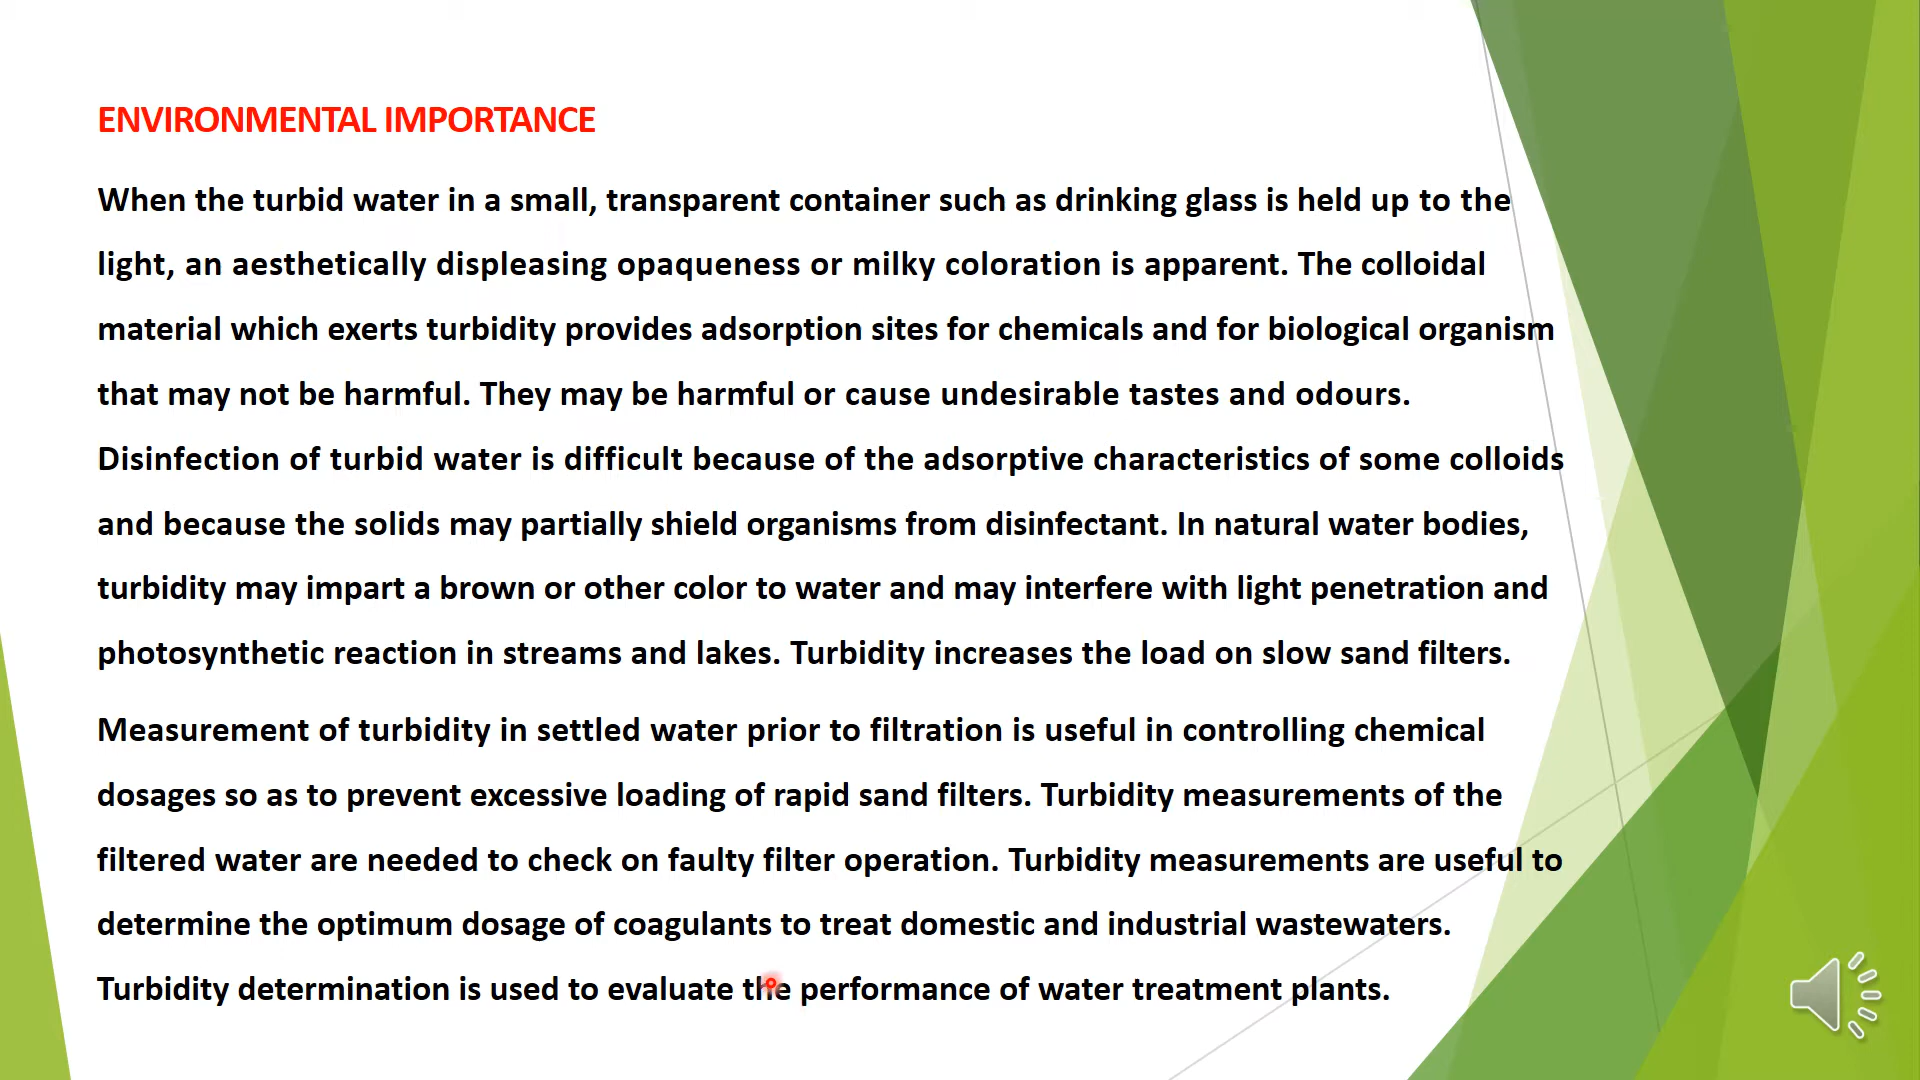 ENVIRONMENTAL IMPORTANCE
When the turbid water in a small, transparent container such as drinking glass is held up to the
light, an aesthetically displeasing opaqueness or milky coloration is apparent. The colloidal
material which exerts turbidity provides adsorption sites for chemicals and for biological organism
that may not be harmful. They may be harmful or cause undesirable tastes and odours.
Disinfection of turbid water is difficult because of the adsorptive characteristics of some colloids
and because the solids may partially shield organisms from disinfectant. In natural water bodies,
turbidity may impart a brown or other color to water and may interfere with light penetration and
photosynthetic reaction in streams and lakes. Turbidity increases the load on slow sand filters.
Measurement of turbidity in settled water prior to filtration is useful in controlling chemical
dosages so as to prevent excessive loading of rapid sand filters. Turbidity measurements of the
filtered water are needed to check on faulty filter operation. Turbidity measurements are useful to
determine the optimum dosage of coagulants to treat domestic and industrial wastewaters.
Turbidity determination is used to evaluate the performance of water treatment plants.